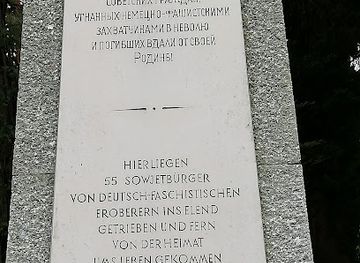 СОВЕТСКИХ ГРАЖДАН,
УГНАННЫХ НЕМЕЦКО-ФАШИСТСКИМИ
ЗАХВАТЧИКАМИ В НЕВОЛЮ
И ПОГИБШИХ ВДАЛИ ОТ СВОЕЙ
РОДИНЫ
HIER LIEGEN
55 SOWJETBÜRGER
VON DEUTSCH-FASCHISTISCHEN
EROBERERN INS ELEND
GETRIEBEN UND FERN
VON DER HEIMAT
UMS LEBEN GEKOMMEN